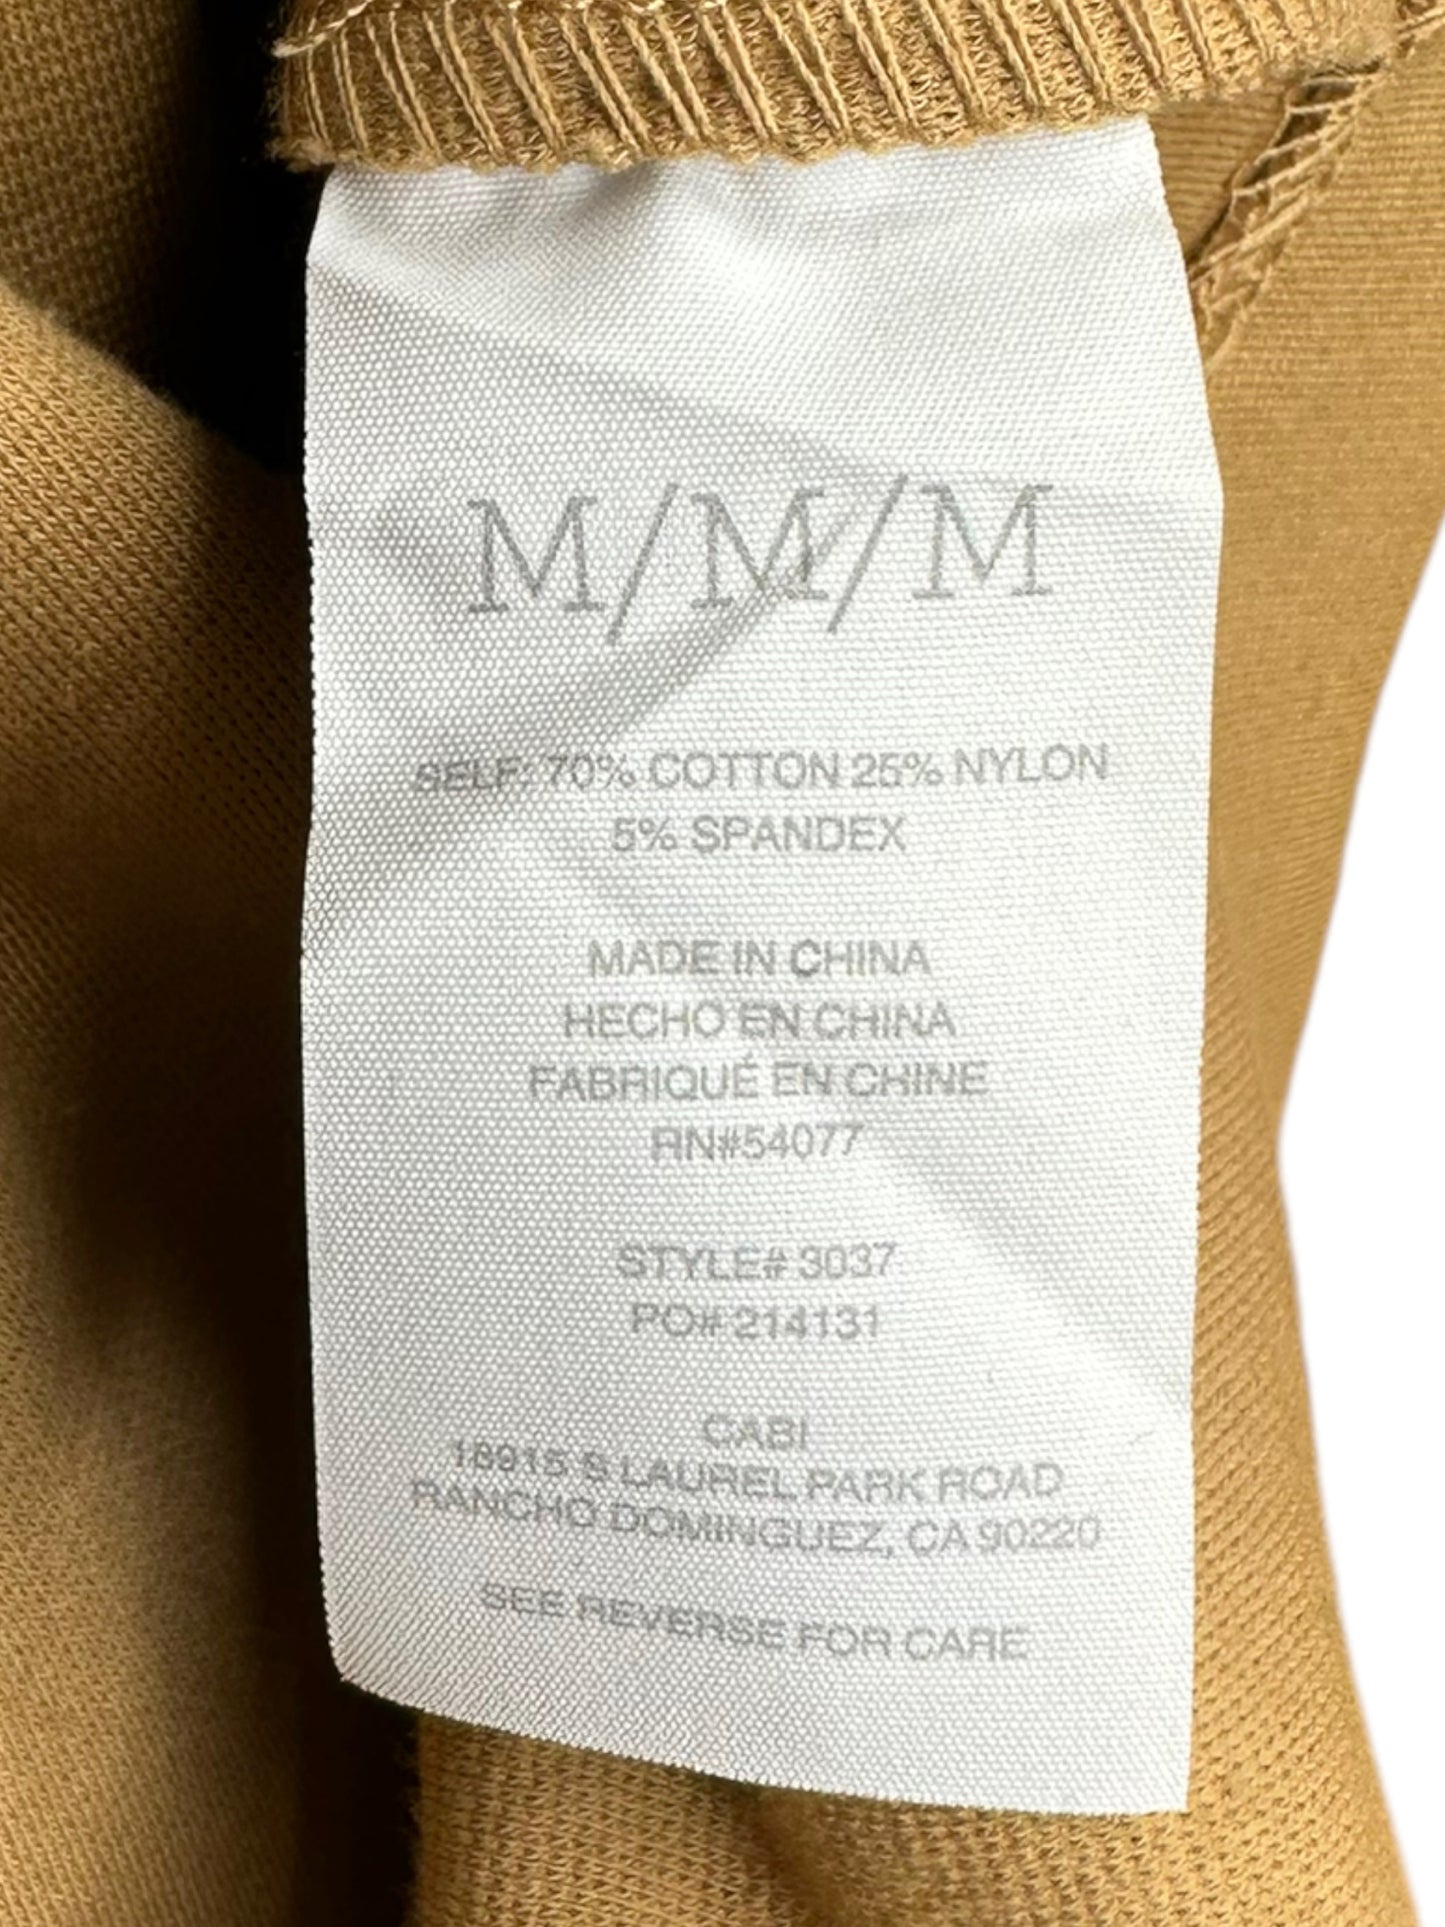 M/M/M
SELF: 70% COTTON 25% NYLON
5% SPANDEX
MADE IN CHINA
HECHO EN CHINA
FABRIQUÉ EN CHINE
RN#54077
STYLE# 3037
PO# 214131
CABI
18915 S LAUREL PARK ROAD
RANCHO DOMINGUEZ, CA 90220
SEE REVERSE FOR CARE